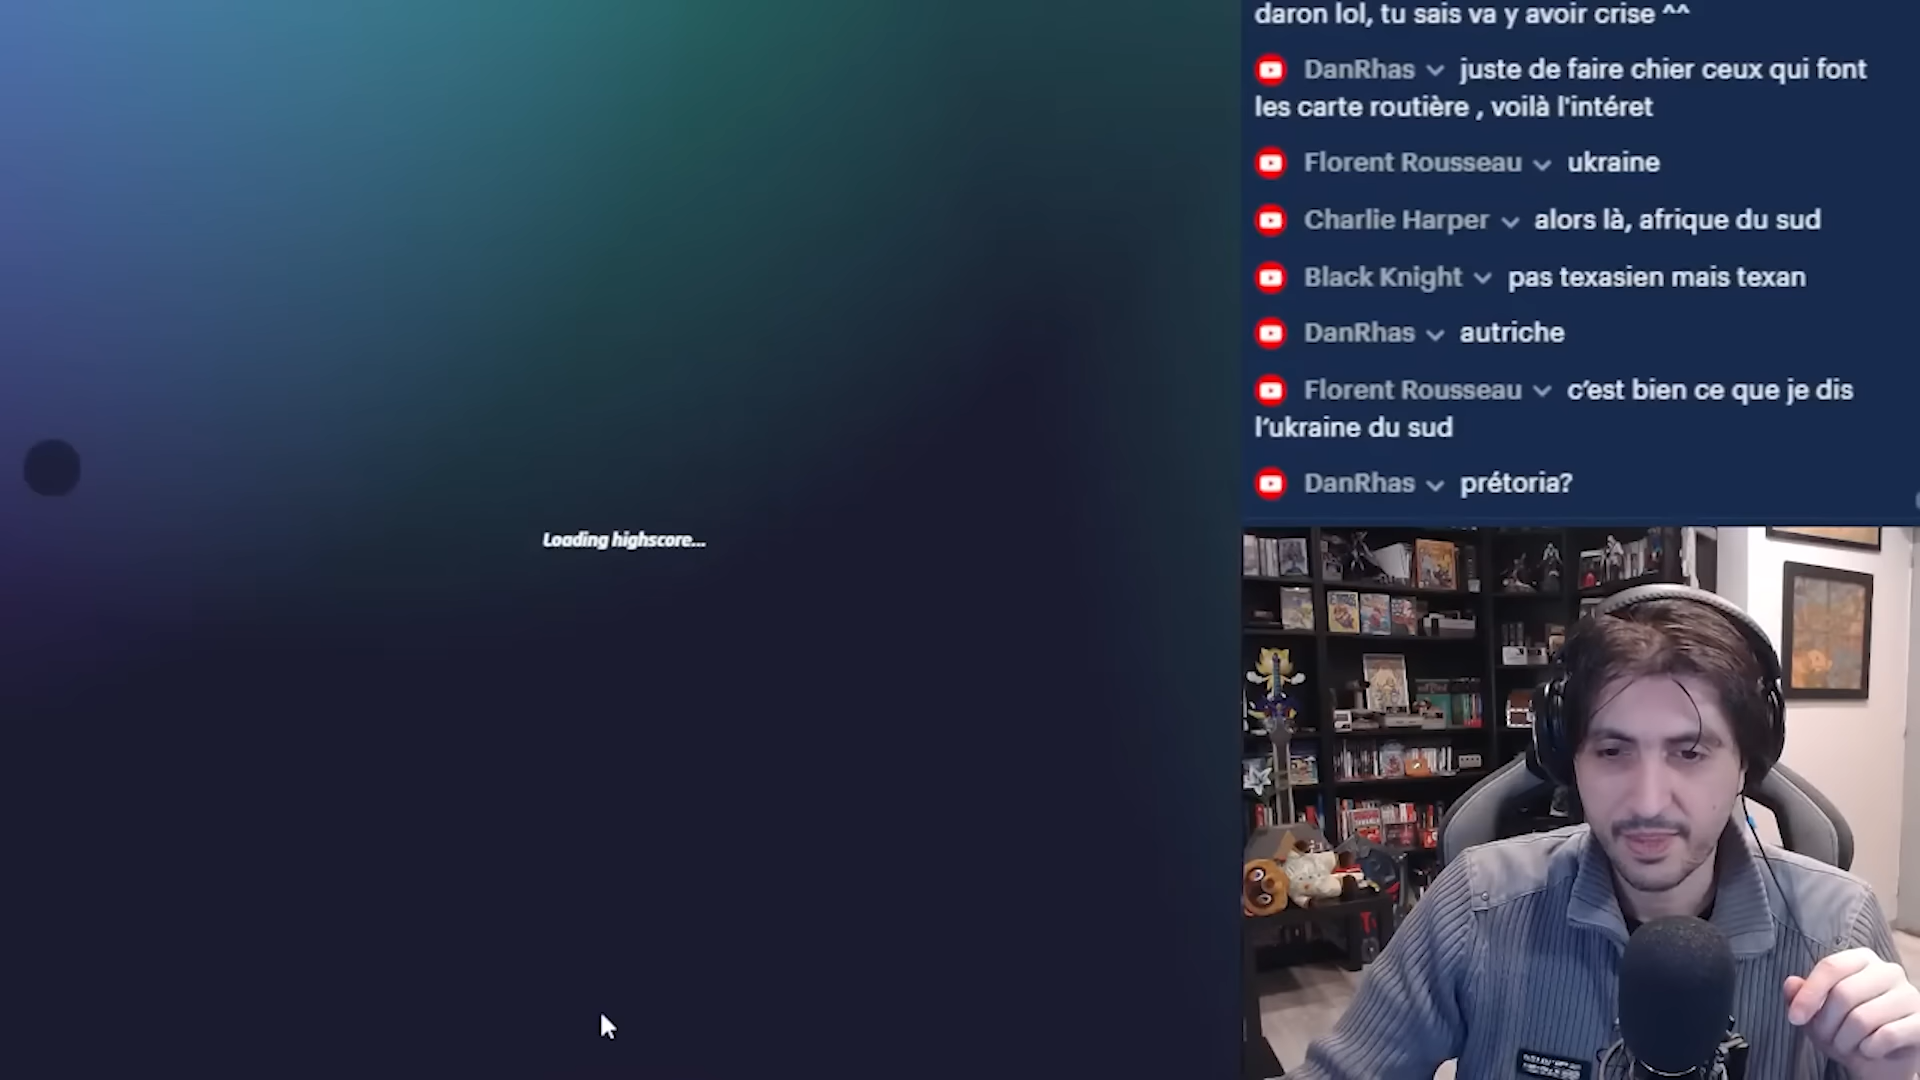 daron lol, tu sais va y avoir crise ^^
DanRhas juste de faire chier ceux qui font
les carte routière , voilà l'intéret
Florent Rousseau ukraine
Charlie Harper alors là, afrique du sud
Black Knight pas texasien mais texan
DanRhas autriche
Florent Rousseau c’est bien ce que je dis
l’ukraine du sud
DanRhas prétoria?
Loading highscore...